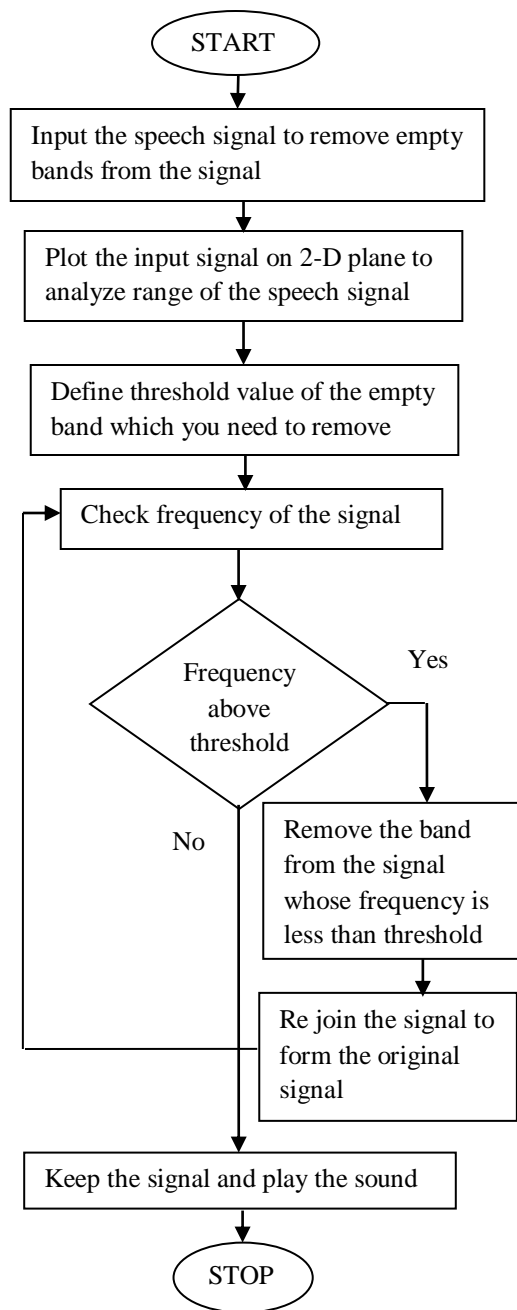 START
Input the speech signal to remove empty
bands from the signal
Plot the input signal on 2-D plane to
analyze range of the speech signal
Define threshold value of the empty
band which you need to remove
Check frequency of the signal
Frequency
above
threshold
Yes
No
Remove the band
from the signal
whose frequency is
less than threshold
Re join the signal to
form the original
signal
Keep the signal and play the sound
STOP